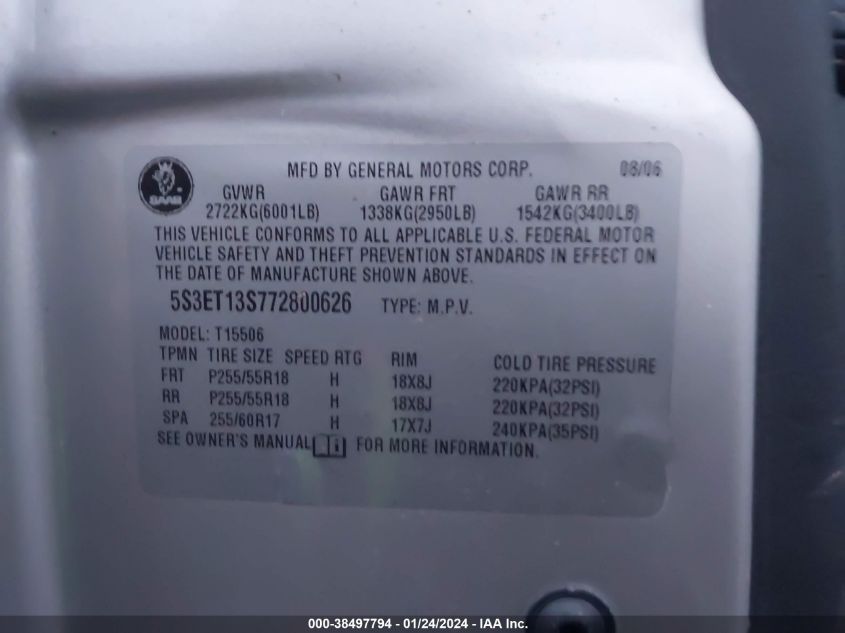 MFD BY GENERAL MOTORS CORP. 08/06
SAAB
GVWR GAWR FRT GAWR RR
2722KG(6001LB) 1338KG(2950LB) 1542KG(3400LB)
THIS VEHICLE CONFORMS TO ALL APPLICABLE U.S. FEDERAL MOTOR
VEHICLE SAFETY AND THEFT PREVENTION STANDARDS IN EFFECT ON
THE DATE OF MANUFACTURE SHOWN ABOVE.
5S3ET13S772800626 TYPE: M.P.V.
MODEL: T15506
TPMN TIRE SIZE SPEED RTG RIM COLD TIRE PRESSURE
FRT P255/55R18 H 18X8J 220KPA(32PSI)
RR P255/55R18 H 18X8J 220KPA(32PSI)
SPA 255/60R17 H 17X7J 240KPA(35PSI)
SEE OWNER'S MANUAL i FOR MORE INFORMATION.
000-38497794 - 01/24/2024 - IAA Inc.